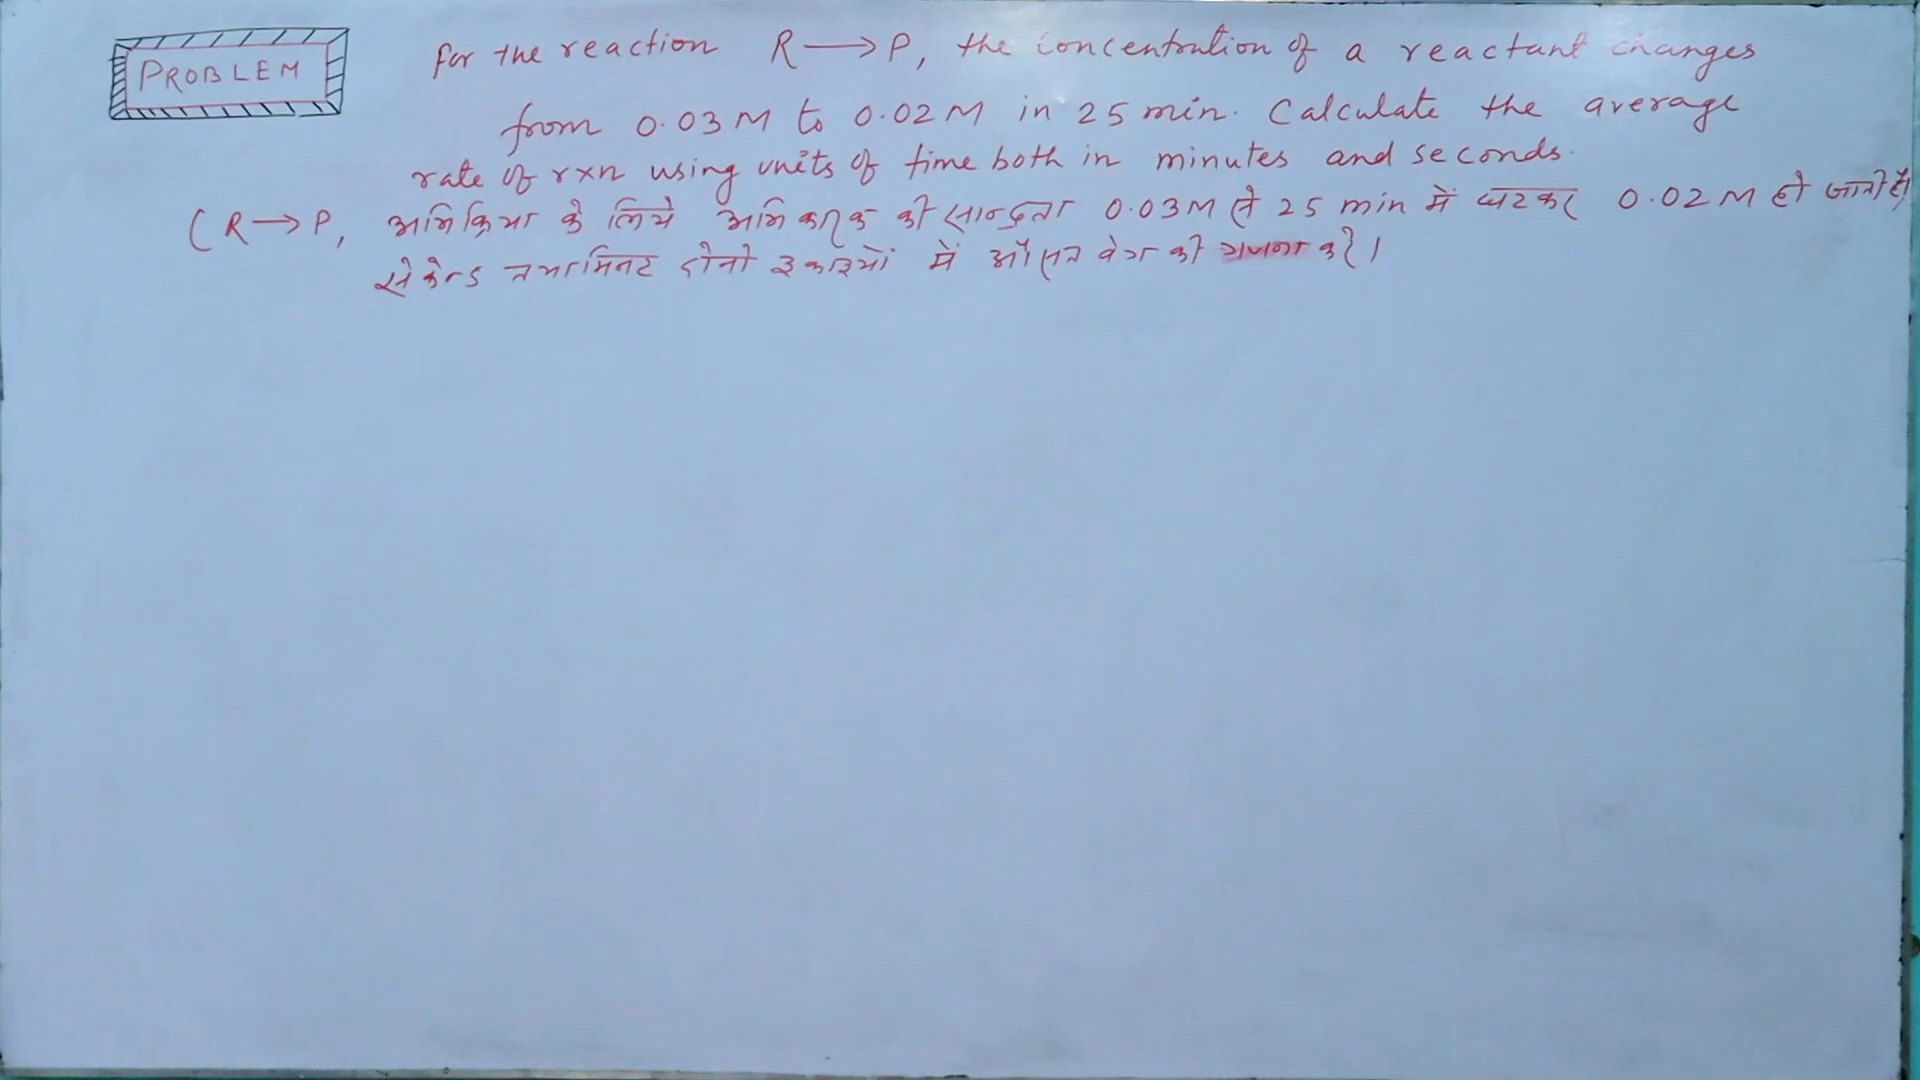 PROBLEM
for the reaction R → P, the concentration of a reactant changes
from 0.03 M to 0.02 M in 25 min. Calculate the average
rate of rxn using units of time both in minutes and seconds.
(R → P, अभिक्रिया के लिये अभिकारक की सान्द्रता 0.03 M से 25 min में घटकर 0.02 M हो जाती है,
सेकेन्ड तथा मिनट दोनो इकाइयों में औसत वेग की गणना करे।